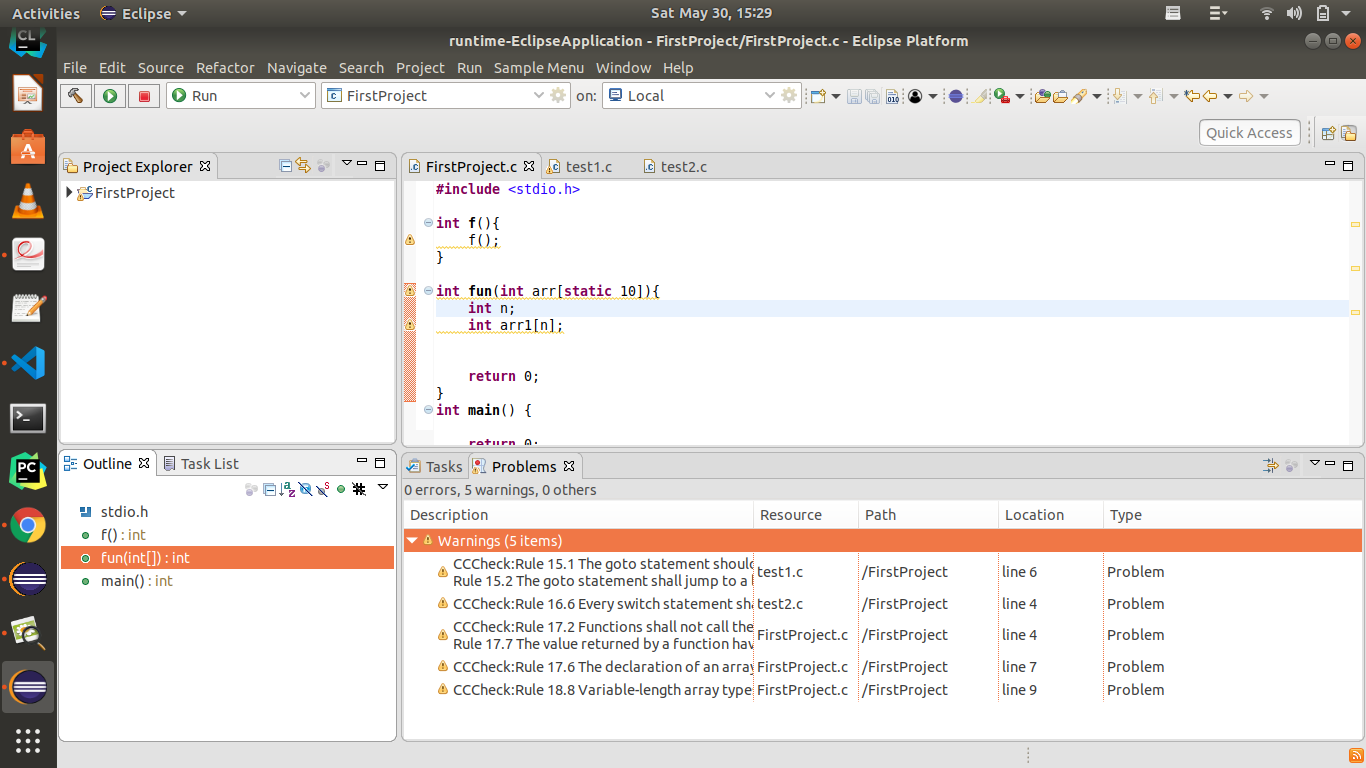 Activities Eclipse Sat May 30, 15:29
runtime-EclipseApplication - FirstProject/FirstProject.c - Eclipse Platform
File Edit Source Refactor Navigate Search Project Run Sample Menu Window Help
Run FirstProject on: Local
Quick Access
Project Explorer
FirstProject
FirstProject.c test1.c test2.c
#include <stdio.h>
int f(){
f();
}
int fun(int arr[static 10]){
int n;
int arr1[n];
return 0;
}
int main() {
return 0;
Outline Task List
stdio.h
f() : int
fun(int[]) : int
main() : int
Tasks Problems
0 errors, 5 warnings, 0 others
Description Resource Path Location Type
Warnings (5 items)
CCCheck:Rule 15.1 The goto statement
Rule 15.2 The goto statement shall jump to a
test1.c /FirstProject line 6 Problem
CCCheck:Rule 16.6 Every switch statement
test2.c /FirstProject line 4 Problem
CCCheck:Rule 17.2 Functions shall not call
Rule 17.7 The value returned by a function
FirstProject.c /FirstProject line 4 Problem
CCCheck:Rule 17.6 The declaration of an array
FirstProject.c /FirstProject line 7 Problem
CCCheck:Rule 18.8 Variable-length array type
FirstProject.c /FirstProject line 9 Problem
CL
PC